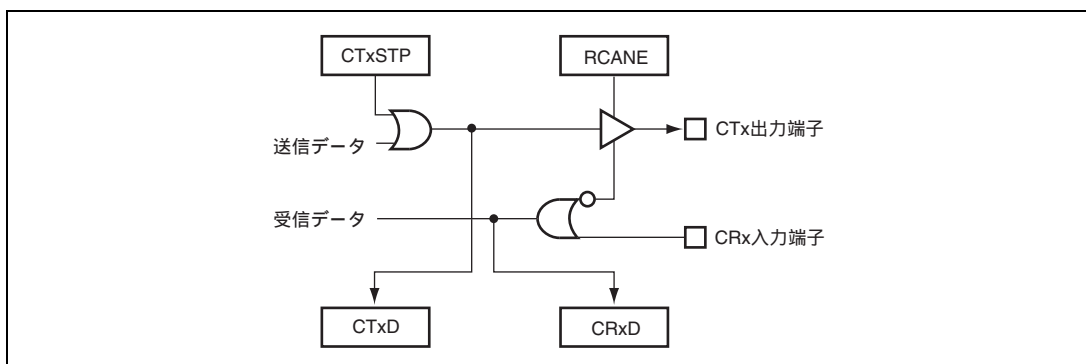 CTxSTP
RCANE
CTx出力端子
送信データ
受信データ
CRx入力端子
CTxD
CRxD